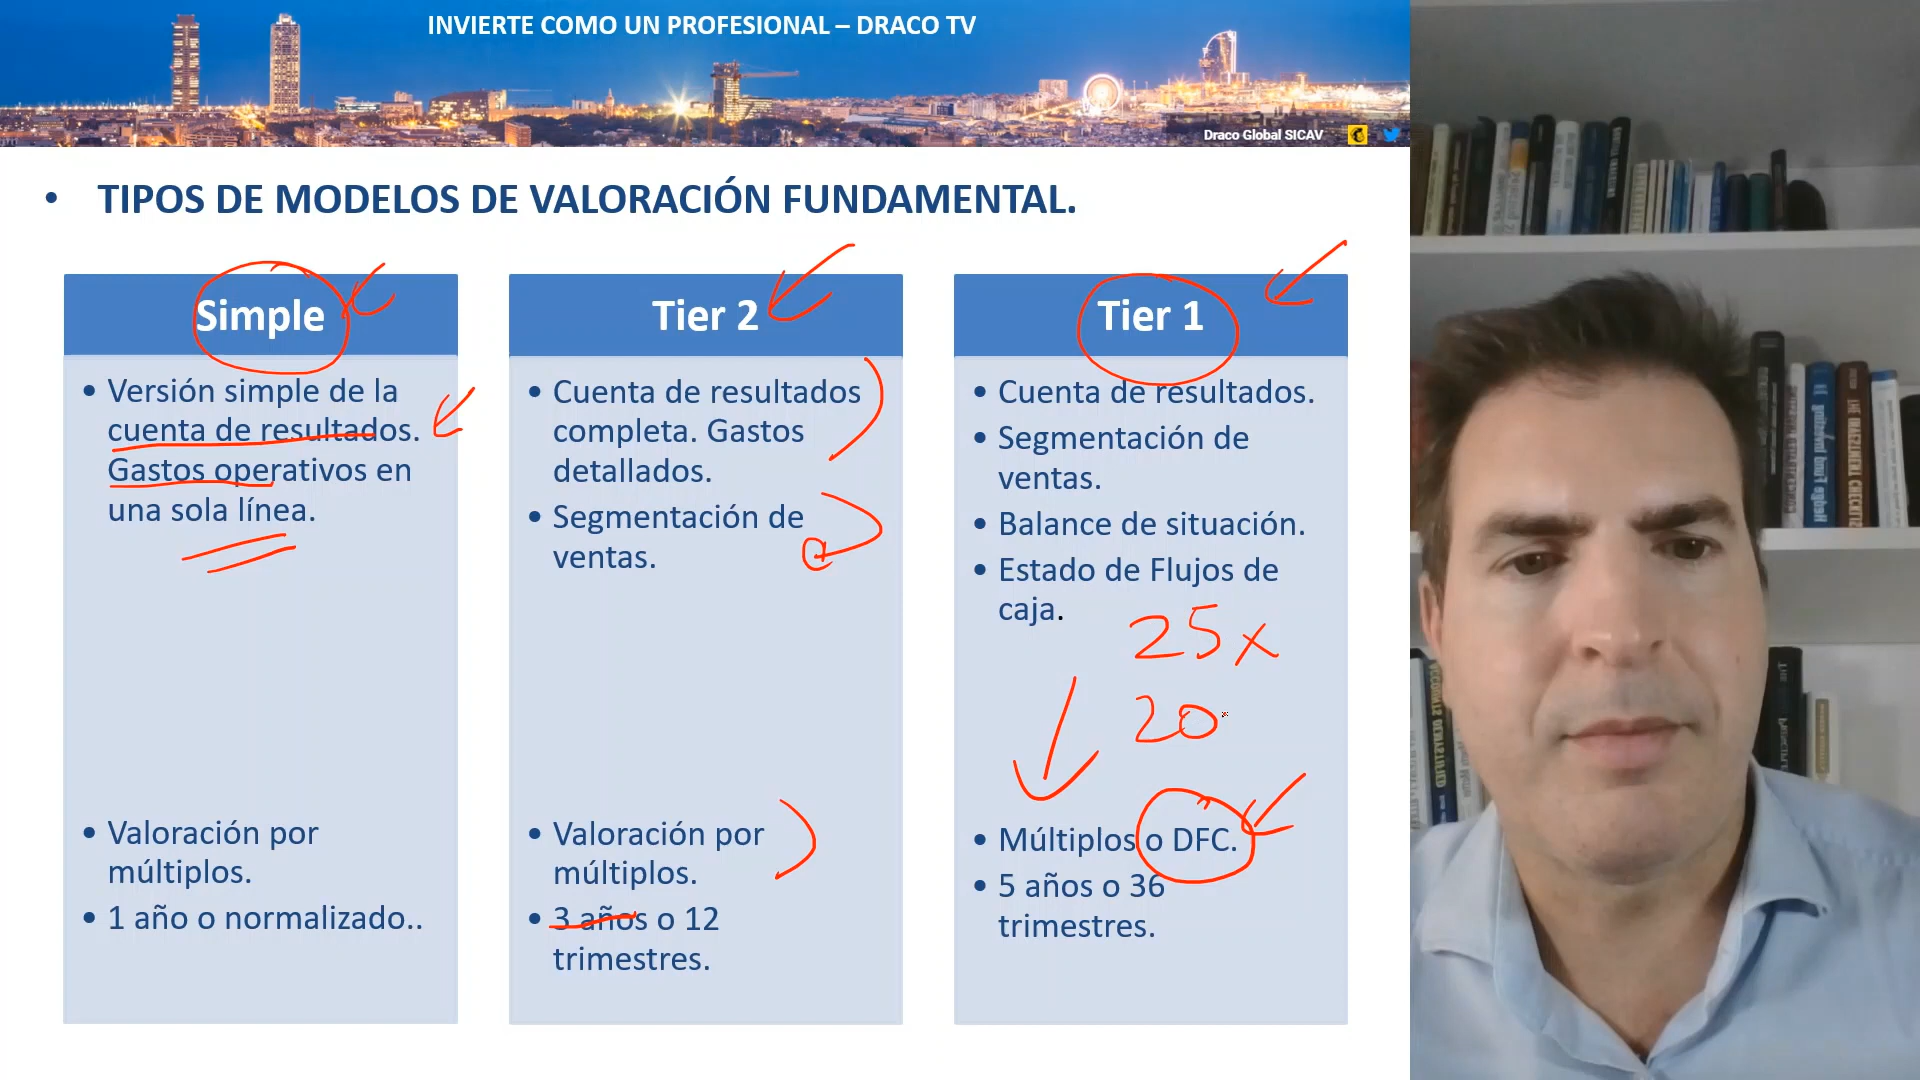 INVIERTE COMO UN PROFESIONAL – DRACO TV
Draco Global SICAV
• TIPOS DE MODELOS DE VALORACIÓN FUNDAMENTAL.
Simple
• Versión simple de la
cuenta de resultados.
Gastos operativos en
una sola línea.
• Valoración por
múltiplos.
• 1 año o normalizado..
Tier 2
• Cuenta de resultados
completa. Gastos
detallados.
• Segmentación de
ventas.
• Valoración por
múltiplos.
• 3 años o 12
trimestres.
Tier 1
• Cuenta de resultados.
• Segmentación de
ventas.
• Balance de situación.
• Estado de Flujos de
caja.
25x
20
• Múltiplos o DFC.
• 5 años o 36
trimestres.